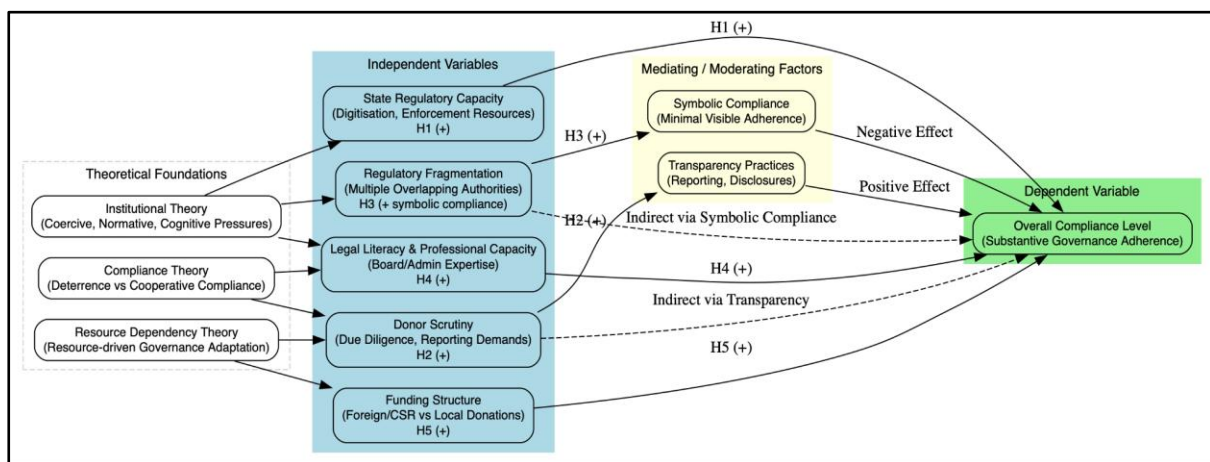 Theoretical Foundations
Institutional Theory
(Coercive, Normative, Cognitive Pressures)
Compliance Theory
(Deterrence vs Cooperative Compliance)
Resource Dependency Theory
(Resource-driven Governance Adaptation)
Independent Variables
State Regulatory Capacity
(Digitisation, Enforcement Resources)
H1 (+)
Regulatory Fragmentation
(Multiple Overlapping Authorities)
H3 (+ symbolic compliance)
Legal Literacy & Professional Capacity
(Board/Admin Expertise)
H4 (+)
Donor Scrutiny
(Due Diligence, Reporting Demands)
H2 (+)
Funding Structure
(Foreign/CSR vs Local Donations)
H5 (+)
H3 (+)
H2 (+)
Mediating / Moderating Factors
Symbolic Compliance
(Minimal Visible Adherence)
Transparency Practices
(Reporting, Disclosures)
H1 (+)
Negative Effect
Positive Effect
Indirect via Symbolic Compliance
H4 (+)
Indirect via Transparency
H5 (+)
Dependent Variable
Overall Compliance Level
(Substantive Governance Adherence)